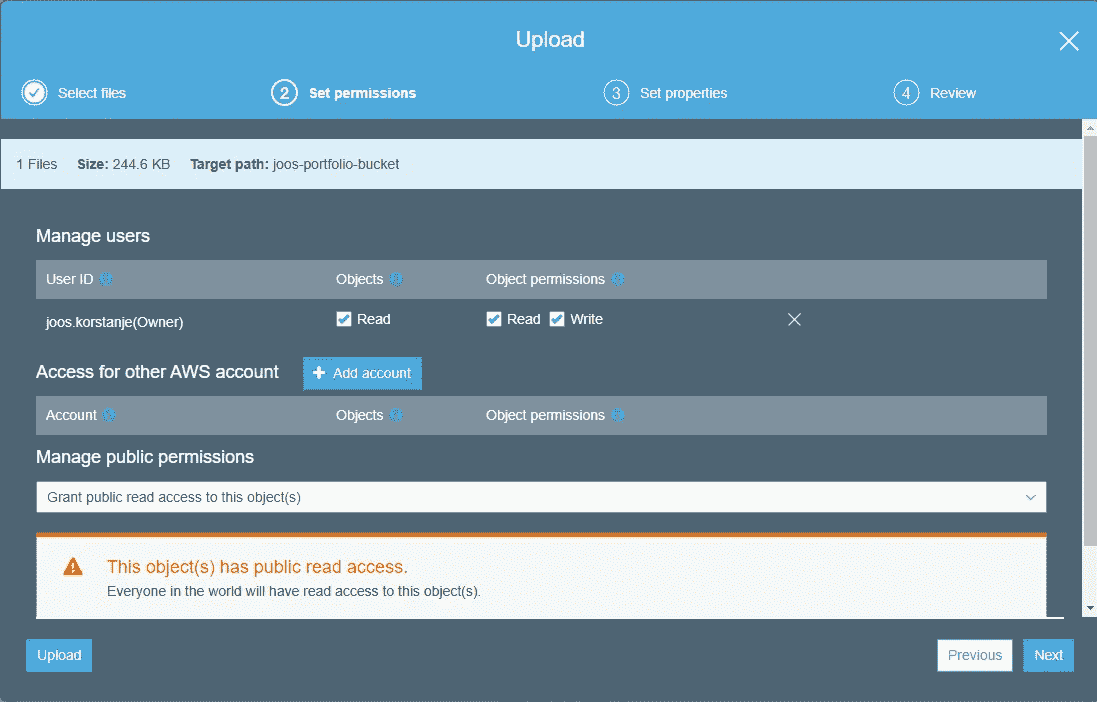 Upload
Select files
2 Set permissions
3 Set properties
4 Review
1 Files Size: 244.6 KB Target path: joos-portfolio-bucket
Manage users
User ID Objects Object permissions
joos.korstanje(Owner) Read Read Write
Access for other AWS account + Add account
Account Objects Object permissions
Manage public permissions
Grant public read access to this object(s)
This object(s) has public read access.
Everyone in the world will have read access to this object(s).
Upload Previous Next